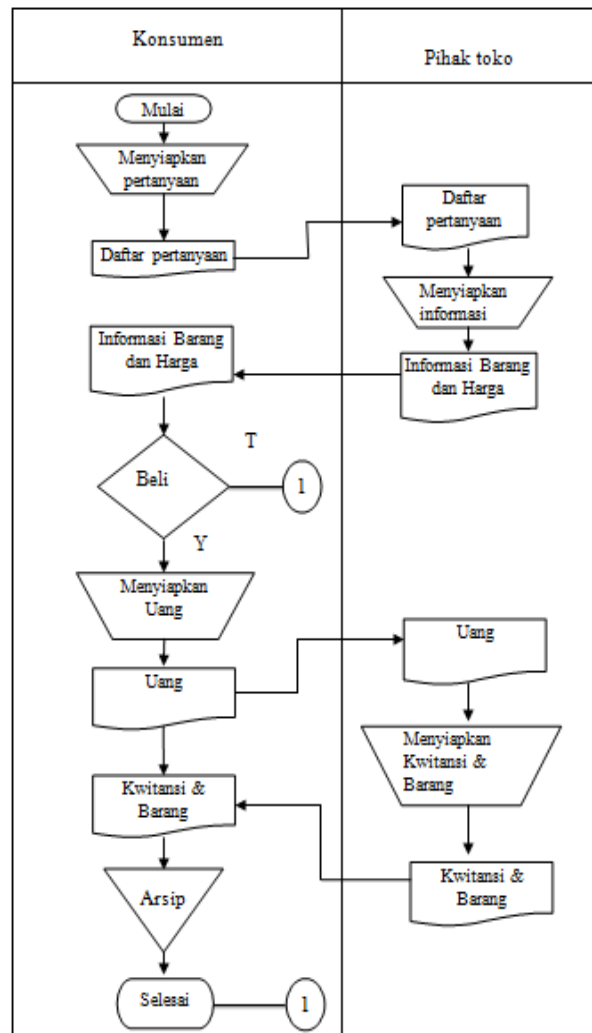 Konsumen
Pihak toko
Mulai
Menyiapkan
pertanyaan
Daftar pertanyaan
Daftar
pertanyaan
Menyiapkan
informasi
Informasi Barang
dan Harga
Informasi Barang
dan Harga
Beli
T
1
Y
Menyiapkan
Uang
Uang
Uang
Menyiapkan
Kwitansi &
Barang
Kwitansi &
Barang
Kwitansi &
Barang
Arsip
Selesai
1